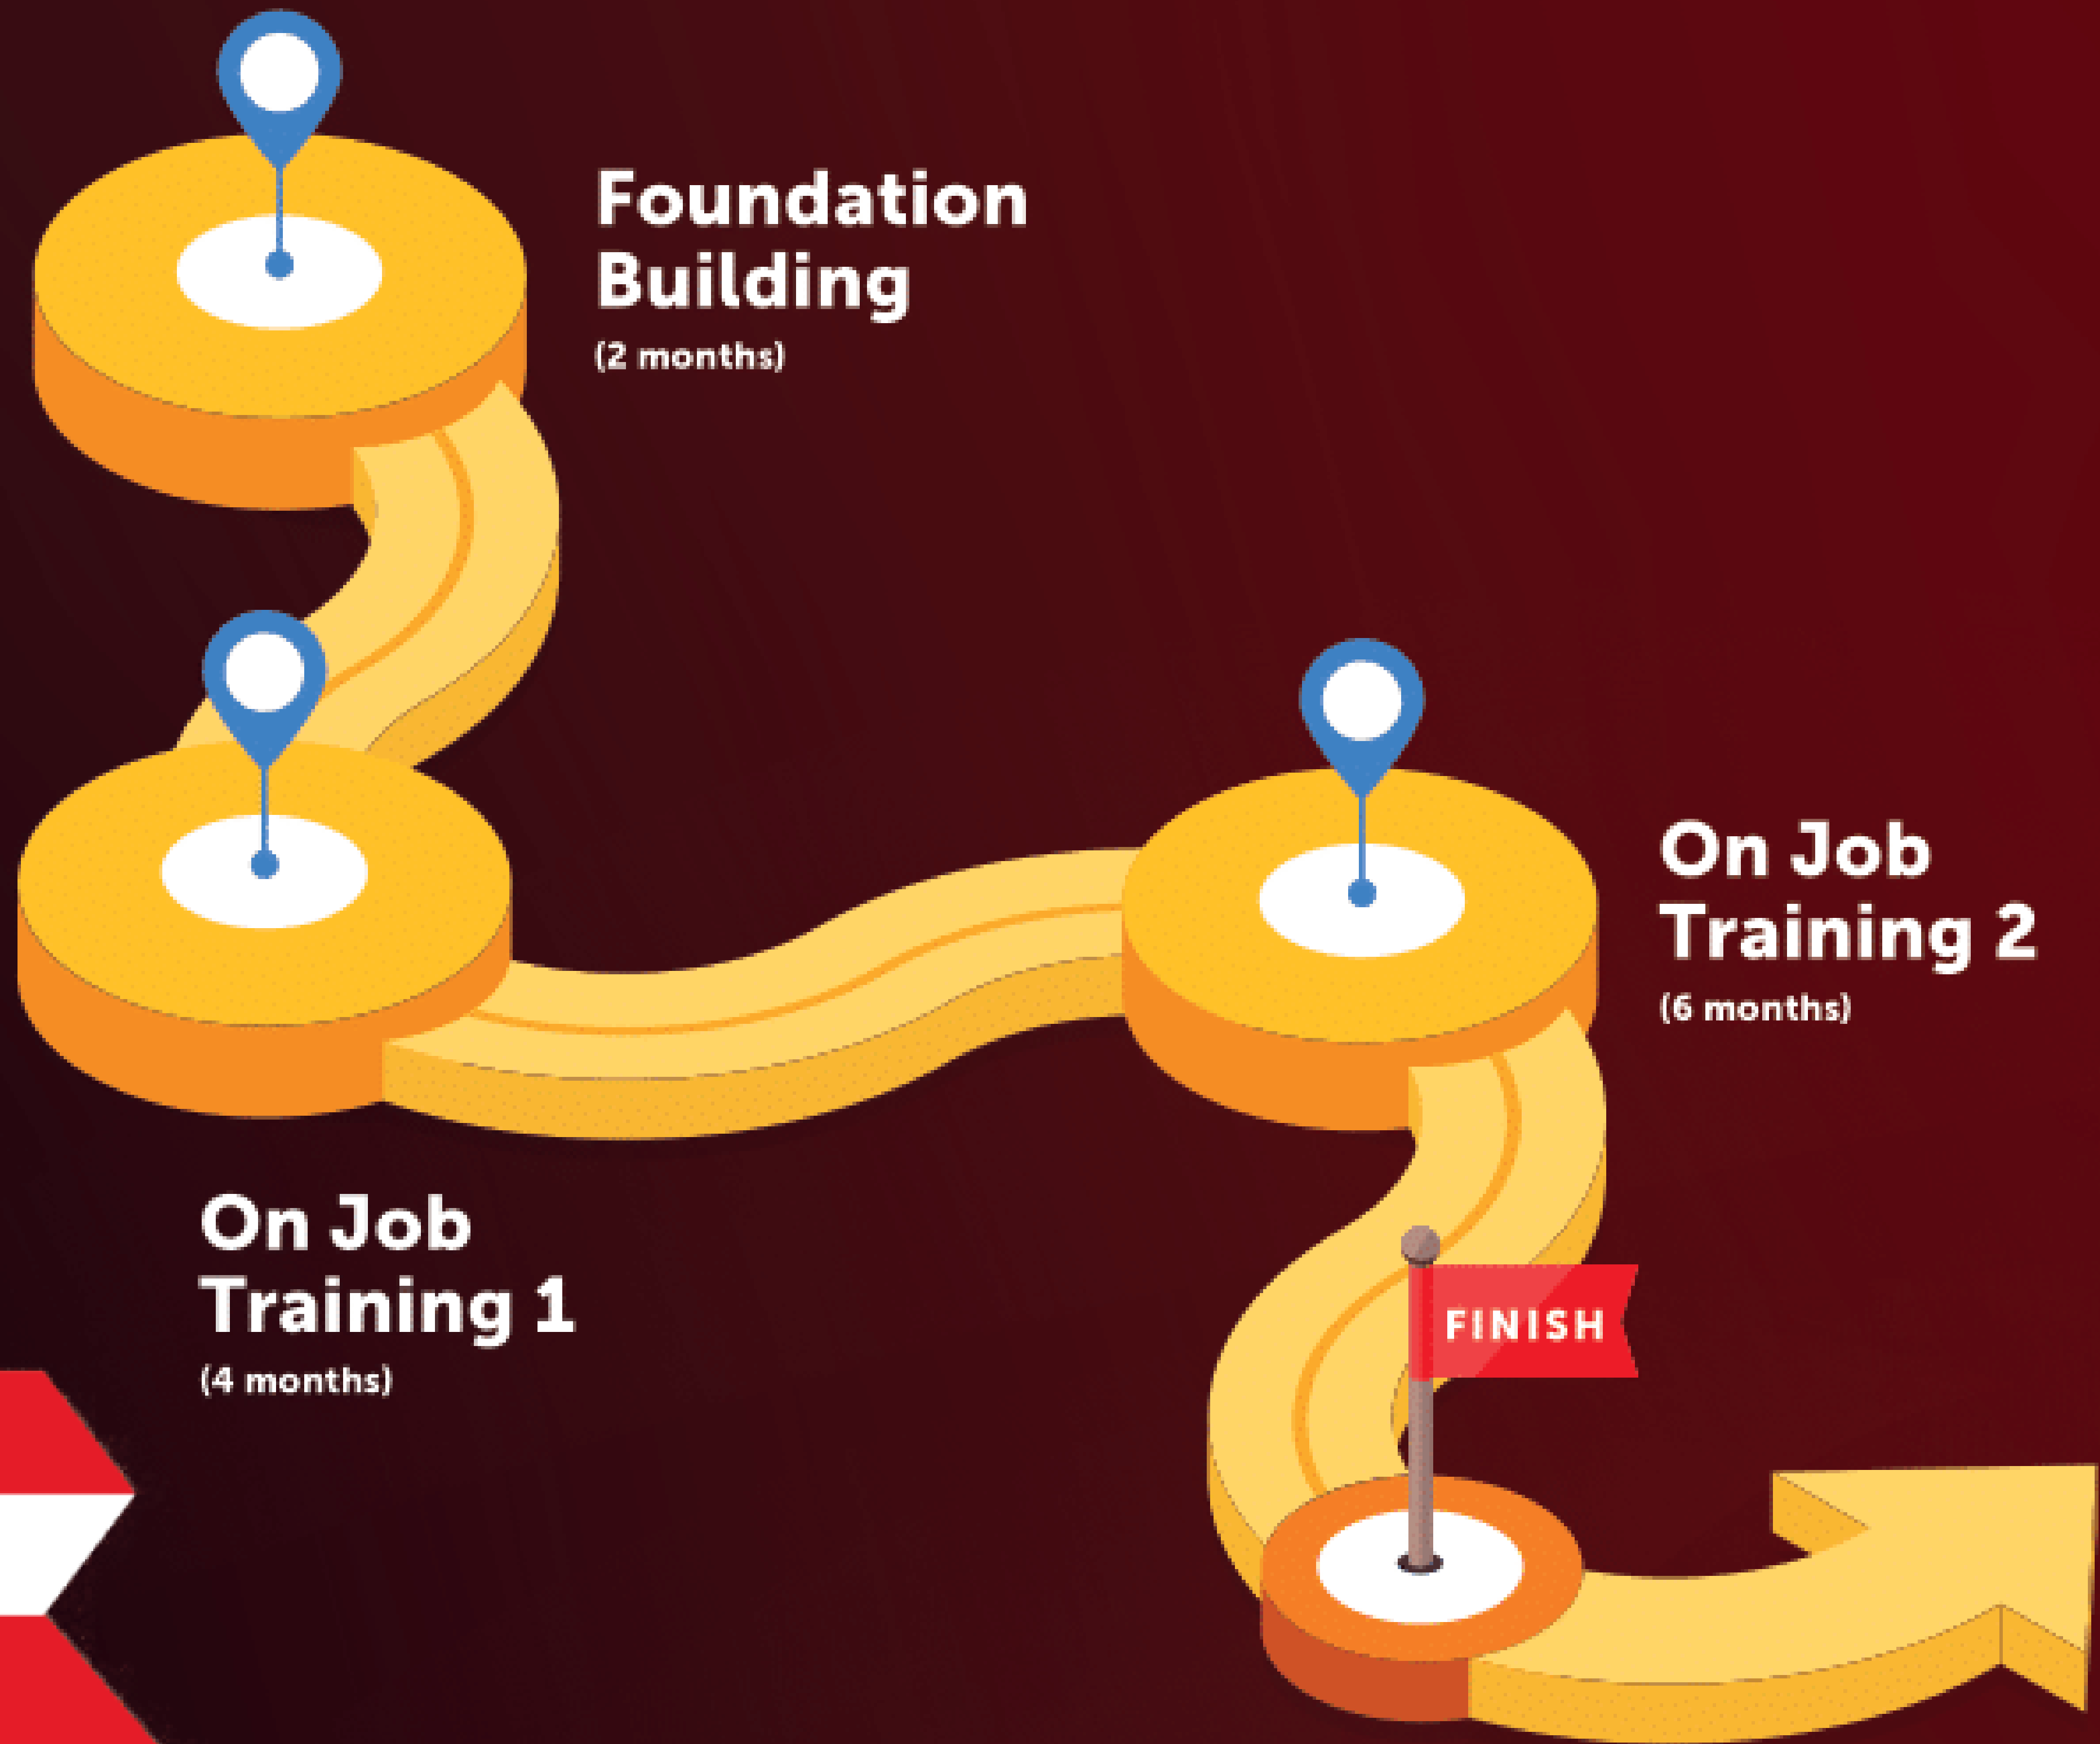 Foundation
Building
(2 months)
On Job
Training 1
(4 months)
On Job
Training 2
(6 months)
FINISH